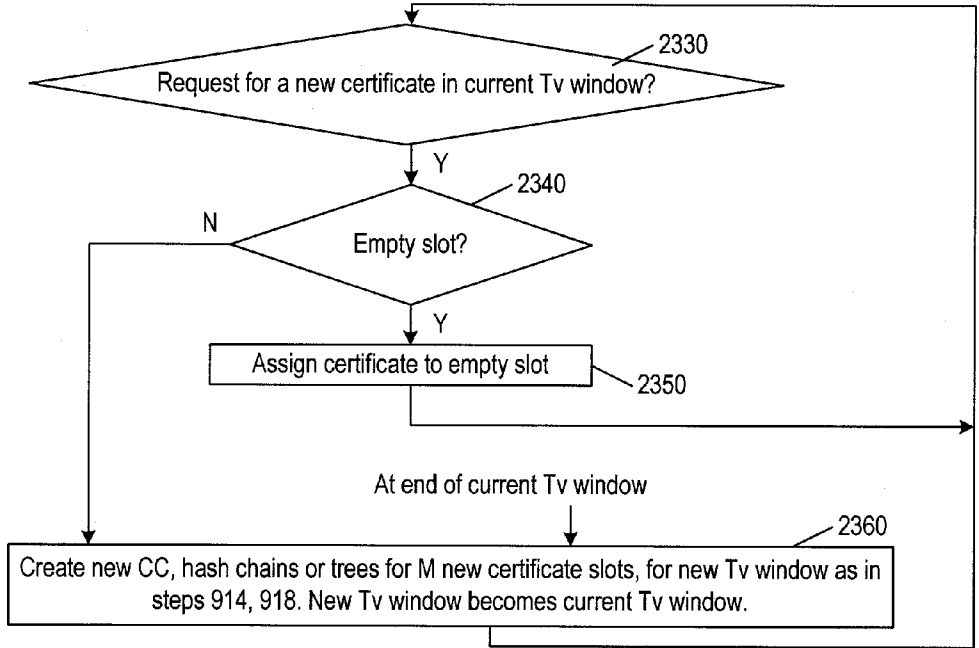 2330
Request for a new certificate in current Tv window?
Y
2340
N
Empty slot?
Y
Assign certificate to empty slot
2350
At end of current Tv window
2360
Create new CC, hash chains or trees for M new certificate slots, for new Tv window as in
steps 914, 918. New Tv window becomes current Tv window.